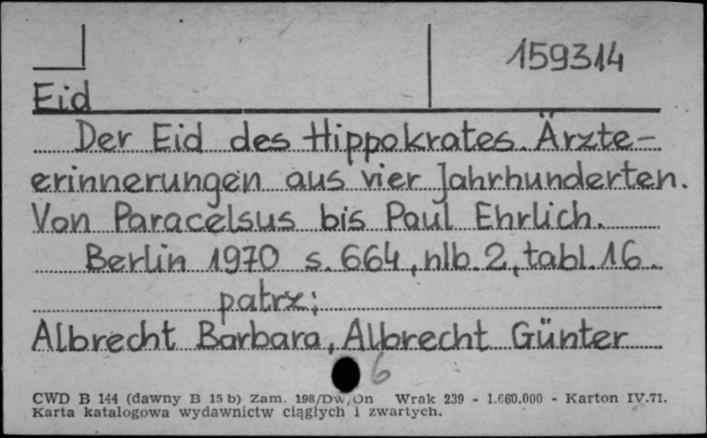 159314
Eid
Der Eid des Hippokrates. Ärzte-
erinnerungen aus vier Jahrhunderten.
Von Paracelsus bis Paul Ehrlich.
Berlin 1970 s. 664, nlb. 2, tabl. 16.
patrz:
Albrecht Barbara, Albrecht Günter
6
CWD B 144 (dawny B 15 b) Zam. 198/Dw/On Wrak 239 - 1.660.000 - Karton IV.71.
Karta katalogowa wydawnictw ciągłych i zwartych.